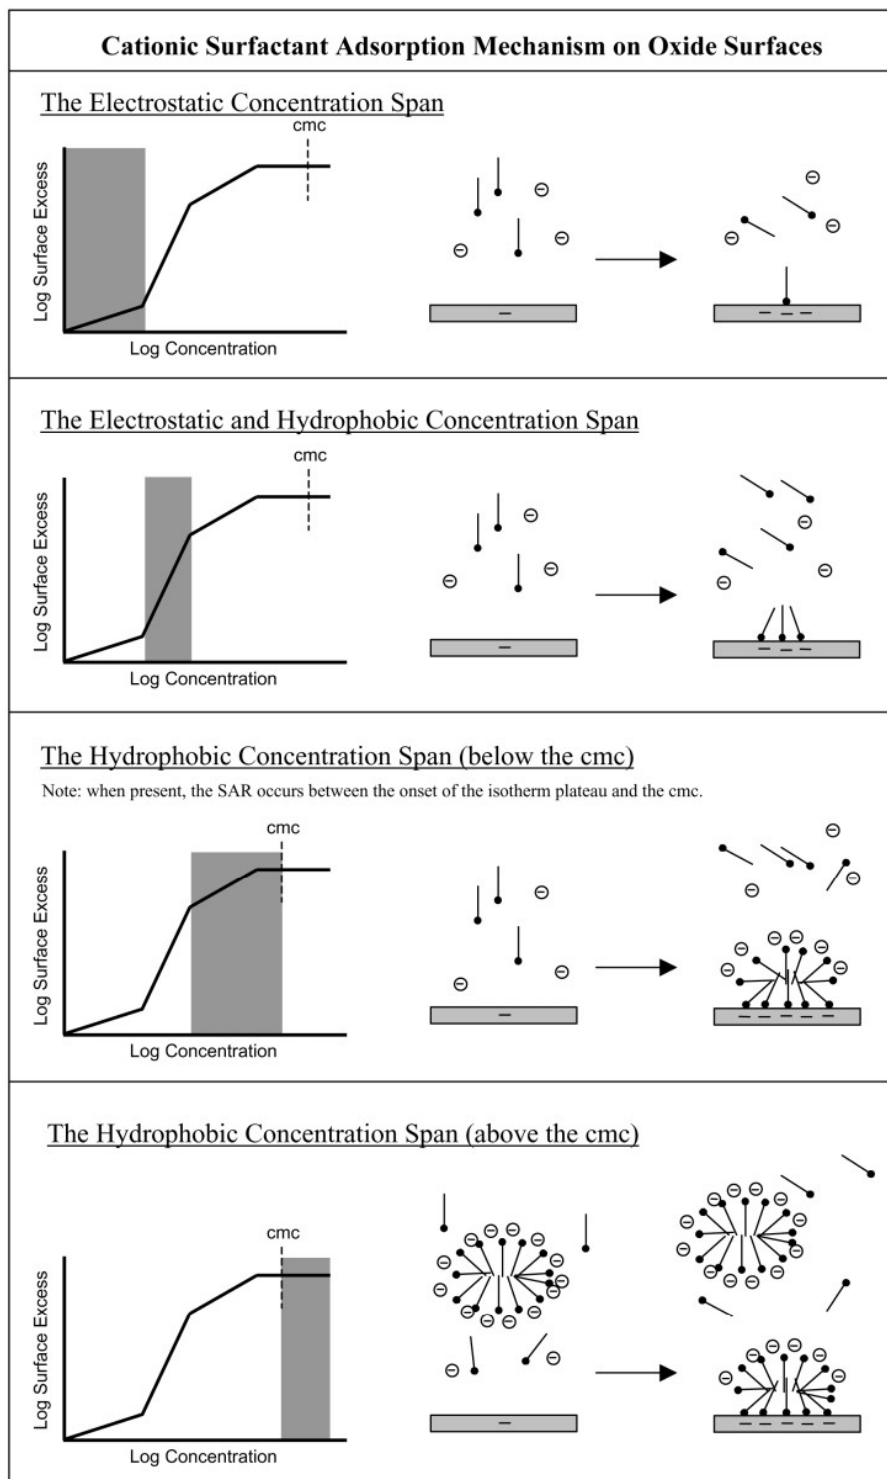 Cationic Surfactant Adsorption Mechanism on Oxide Surfaces
The Electrostatic Concentration Span
cmc
Log Surface Excess
Log Concentration
The Electrostatic and Hydrophobic Concentration Span
cmc
Log Surface Excess
Log Concentration
The Hydrophobic Concentration Span (below the cmc)
Note: when present, the SAR occurs between the onset of the isotherm plateau and the cmc.
cmc
Log Surface Excess
Log Concentration
The Hydrophobic Concentration Span (above the cmc)
cmc
Log Surface Excess
Log Concentration